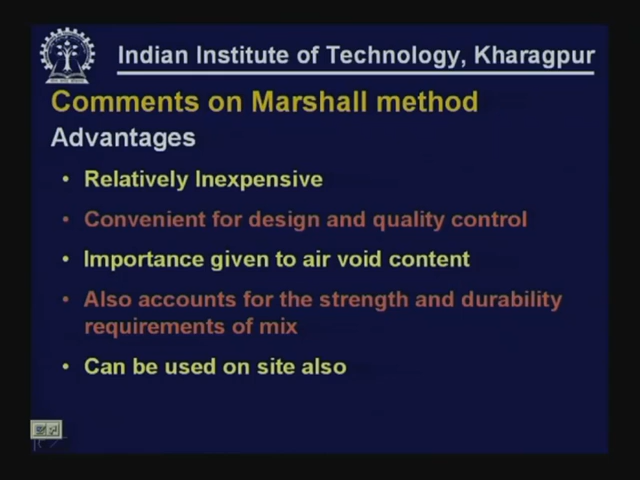 Indian Institute of Technology, Kharagpur
Comments on Marshall method
Advantages
• Relatively Inexpensive
• Convenient for design and quality control
• Importance given to air void content
• Also accounts for the strength and durability
requirements of mix
• Can be used on site also